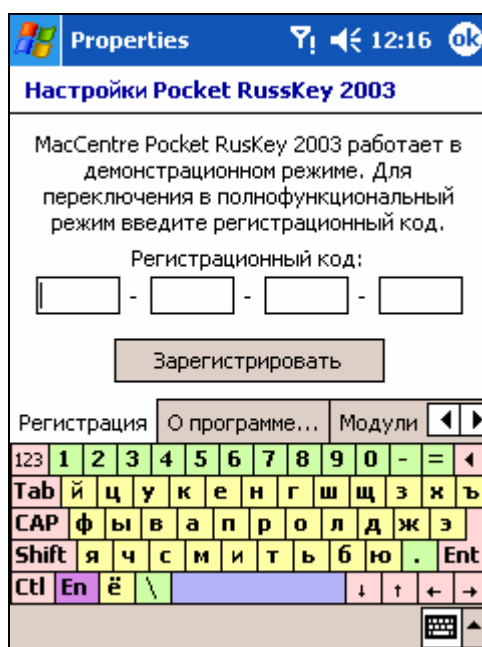 Properties 12:16 ok
Настройки Pocket RussKey 2003
MacCentre Pocket RusKey 2003 работает в
демонстрационном режиме. Для
переключения в полнофункциональный
режим введите регистрационный код.
Регистрационный код:
- - -
Зарегистрировать
Регистрация О программе... Модули
123 1 2 3 4 5 6 7 8 9 0 - =
Tab й ц у к е н г ш щ з х ъ
CAP ф ы в а п р о л д ж э
Shift я ч с м и т ь б ю . Ent
Ctl En ё \ ↓ ↑ ← →